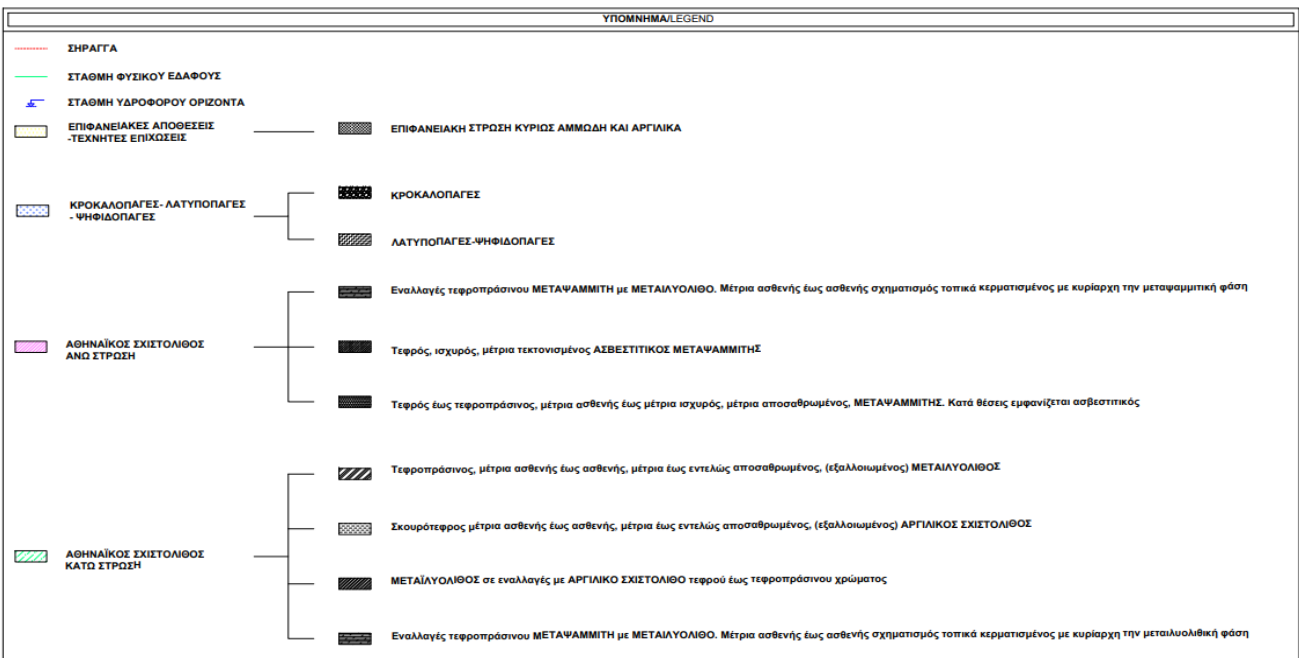 ΥΠΟΜΝΗΜΑ/LEGEND
ΣΗΡΑΓΓΑ
ΣΤΑΘΜΗ ΦΥΣΙΚΟΥ ΕΔΑΦΟΥΣ
ΣΤΑΘΜΗ ΥΔΡΟΦΟΡΟΥ ΟΡΙΖΟΝΤΑ
ΕΠΙΦΑΝΕΙΑΚΕΣ ΑΠΟΘΕΣΕΙΣ
-ΤΕΧΝΗΤΕΣ ΕΠΙΧΩΣΕΙΣ
ΕΠΙΦΑΝΕΙΑΚΗ ΣΤΡΩΣΗ ΚΥΡΙΩΣ ΑΜΜΩΔΗ ΚΑΙ ΑΡΓΙΛΙΚΑ
ΚΡΟΚΑΛΟΠΑΓΕΣ- ΛΑΤΥΠΟΠΑΓΕΣ
- ΨΗΦΙΔΟΠΑΓΕΣ
ΚΡΟΚΑΛΟΠΑΓΕΣ
ΛΑΤΥΠΟΠΑΓΕΣ-ΨΗΦΙΔΟΠΑΓΕΣ
ΑΘΗΝΑΪΚΟΣ ΣΧΙΣΤΟΛΙΘΟΣ
ΑΝΩ ΣΤΡΩΣΗ
Εναλλαγές τεφροπράσινου ΜΕΤΑΨΑΜΜΙΤΗ με ΜΕΤΑΙΛΥΟΛΙΘΟ. Μέτρια ασθενής έως ασθενής σχηματισμός τοπικά κερματισμένος με κυρίαρχη την μεταψαμμιτική φάση
Τεφρός, ισχυρός, μέτρια τεκτονισμένος ΑΣΒΕΣΤΙΤΙΚΟΣ ΜΕΤΑΨΑΜΜΙΤΗΣ
Τεφρός έως τεφροπράσινος, μέτρια ασθενής έως μέτρια ισχυρός, μέτρια αποσαθρωμένος, ΜΕΤΑΨΑΜΜΙΤΗΣ. Κατά θέσεις εμφανίζεται ασβεστιτικός
ΑΘΗΝΑΪΚΟΣ ΣΧΙΣΤΟΛΙΘΟΣ
ΚΑΤΩ ΣΤΡΩΣΗ
Τεφροπράσινος, μέτρια ασθενής έως ασθενής, μέτρια έως εντελώς αποσαθρωμένος, (εξαλλοιωμένος) ΜΕΤΑΙΛΥΟΛΙΘΟΣ
Σκουρότεφρος μέτρια ασθενής έως ασθενής, μέτρια έως εντελώς αποσαθρωμένος, (εξαλλοιωμένος) ΑΡΓΙΛΙΚΟΣ ΣΧΙΣΤΟΛΙΘΟΣ
ΜΕΤΑΪΛΥΟΛΙΘΟΣ σε εναλλαγές με ΑΡΓΙΛΙΚΟ ΣΧΙΣΤΟΛΙΘΟ τεφρού έως τεφροπράσινου χρώματος
Εναλλαγές τεφροπράσινου ΜΕΤΑΨΑΜΜΙΤΗ με ΜΕΤΑΙΛΥΟΛΙΘΟ. Μέτρια ασθενής έως ασθενής σχηματισμός τοπικά κερματισμένος με κυρίαρχη την μεταιλυολιθική φάση